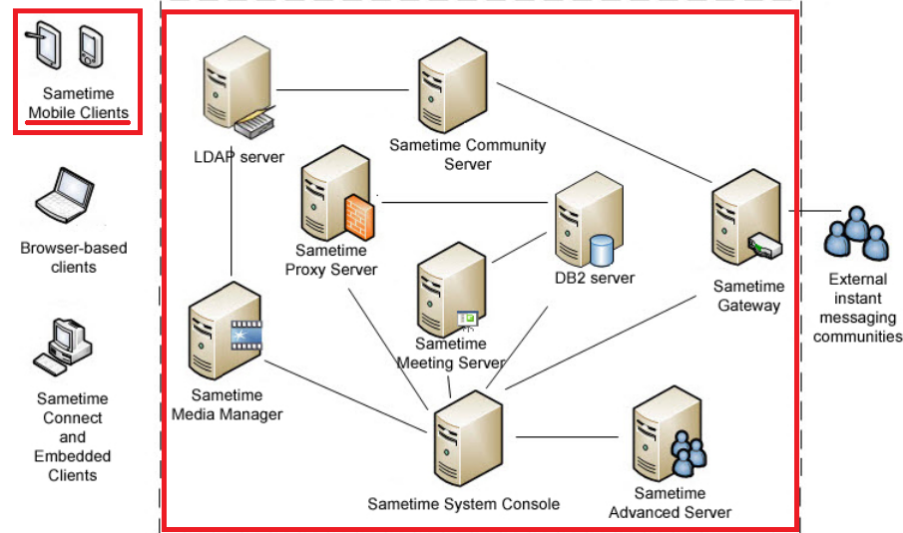 Sametime
Mobile Clients
LDAP server
Sametime Community
Server
Sametime
Proxy Server
DB2 server
Browser-based
clients
Sametime
Gateway
External
instant
messaging
communities
Sametime
Meeting Server
Sametime
Media Manager
Sametime
Connect
and
Embedded
Clients
Sametime System Console
Sametime
Advanced Server